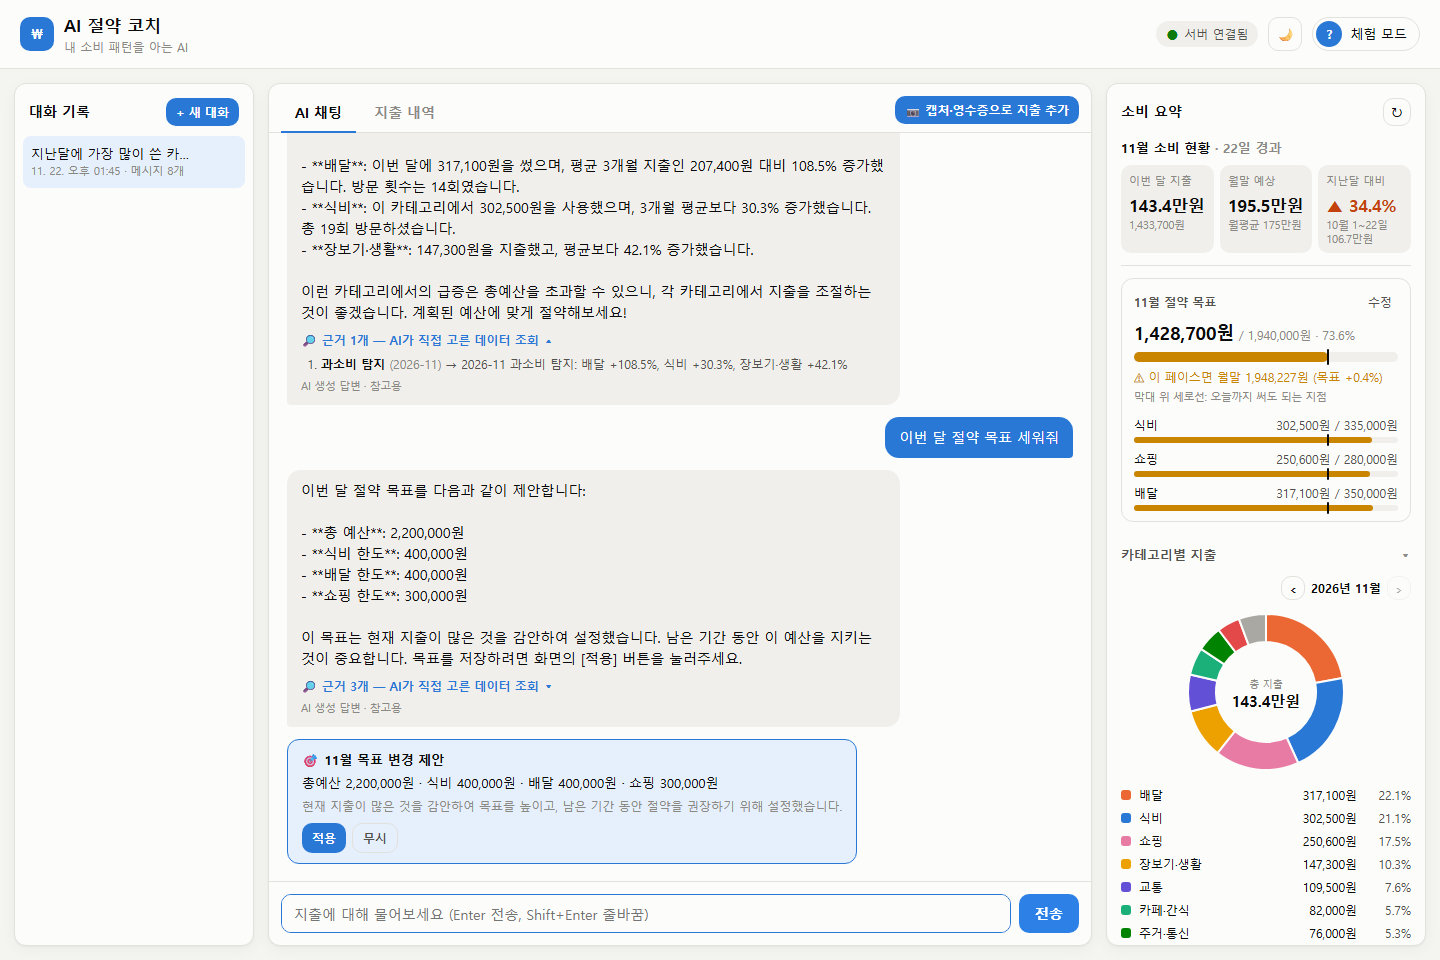 ₩
AI 절약 코치
내 소비 패턴을 아는 AI
서버 연결됨
? 체험 모드
대화 기록
+ 새 대화
지난달에 가장 많이 쓴 카...
11. 22. 오후 01:45 · 메시지 8개
AI 채팅
지출 내역
캡처·영수증으로 지출 추가
- **배달**: 이번 달에 317,100원을 썼으며, 평균 3개월 지출인 207,400원 대비 108.5% 증가했
습니다. 방문 횟수는 14회였습니다.
- **식비**: 이 카테고리에서 302,500원을 사용했으며, 3개월 평균보다 30.3% 증가했습니다.
총 19회 방문하셨습니다.
- **장보기·생활**: 147,300원을 지출했고, 평균보다 42.1% 증가했습니다.
이런 카테고리에서의 급증은 총예산을 초과할 수 있으니, 각 카테고리에서 지출을 조절하는
것이 좋겠습니다. 계획된 예산에 맞게 절약해보세요!
근거 1개 — AI가 직접 고른 데이터 조회 ▴
1. 과소비 탐지 (2026-11) → 2026-11 과소비 탐지: 배달 +108.5%, 식비 +30.3%, 장보기·생활 +42.1%
AI 생성 답변 · 참고용
이번 달 절약 목표 세워줘
이번 달 절약 목표를 다음과 같이 제안합니다:
- **총 예산**: 2,200,000원
- **식비 한도**: 400,000원
- **배달 한도**: 400,000원
- **쇼핑 한도**: 300,000원
이 목표는 현재 지출이 많은 것을 감안하여 설정했습니다. 남은 기간 동안 이 예산을 지키는
것이 중요합니다. 목표를 저장하려면 화면의 [적용] 버튼을 눌러주세요.
근거 3개 — AI가 직접 고른 데이터 조회 ▾
AI 생성 답변 · 참고용
11월 목표 변경 제안
총예산 2,200,000원 · 식비 400,000원 · 배달 400,000원 · 쇼핑 300,000원
현재 지출이 많은 것을 감안하여 목표를 높이고, 남은 기간 동안 절약을 권장하기 위해 설정했습니다.
적용
무시
지출에 대해 물어보세요 (Enter 전송, Shift+Enter 줄바꿈)
전송
소비 요약
↻
11월 소비 현황 · 22일 경과
이번 달 지출
143.4만원
1,433,700원
월말 예상
195.5만원
월평균 175만원
지난달 대비
▲ 34.4%
10월 1~22일
106.7만원
11월 절약 목표
수정
1,428,700원 / 1,940,000원 · 73.6%
⚠ 이 페이스면 월말 1,948,227원 (목표 +0.4%)
막대 위 세로선: 오늘까지 써도 되는 지점
식비 302,500원 / 335,000원
쇼핑 250,600원 / 280,000원
배달 317,100원 / 350,000원
카테고리별 지출 ▾
‹ 2026년 11월 ›
총 지출
143.4만원
배달 317,100원 22.1%
식비 302,500원 21.1%
쇼핑 250,600원 17.5%
장보기·생활 147,300원 10.3%
교통 109,500원 7.6%
카페·간식 82,000원 5.7%
주거·통신 76,000원 5.3%